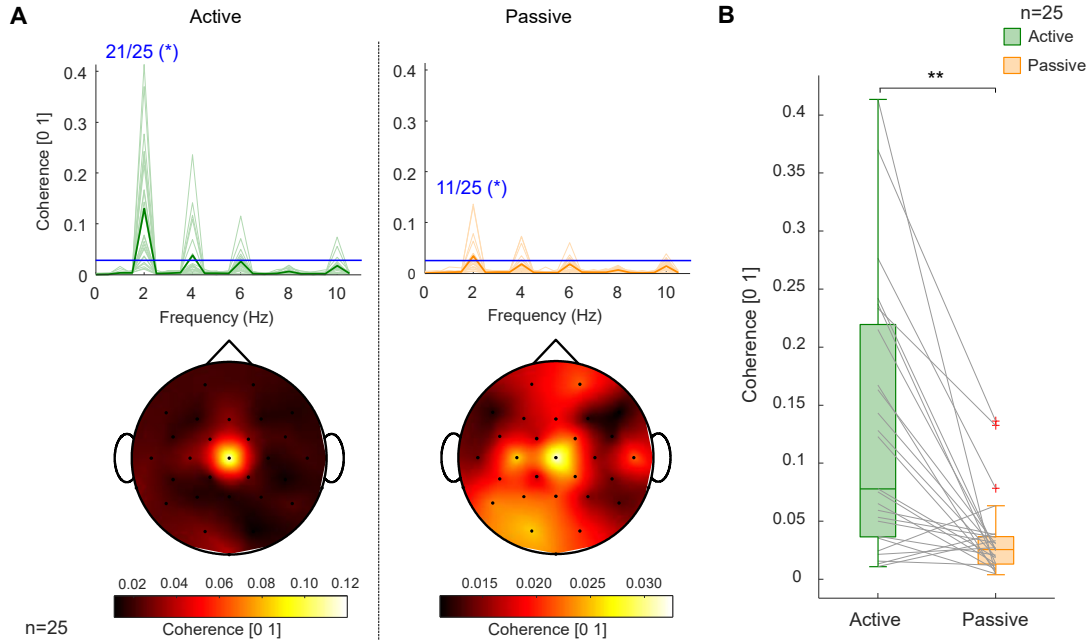 A
Active
Passive
21/25 (*)
0.4
0.3
0.2
0.1
0
Coherence [0 1]
0 2 4 6 8 10
Frequency (Hz)
11/25 (*)
0.4
0.3
0.2
0.1
0
0 2 4 6 8 10
Frequency (Hz)
0.02 0.04 0.06 0.08 0.10 0.12
Coherence [0 1]
0.015 0.020 0.025 0.030
Coherence [0 1]
n=25
B
n=25
Active
Passive
**
0.4
0.35
0.3
0.25
0.2
0.15
0.1
0.05
0
Coherence [0 1]
Active Passive